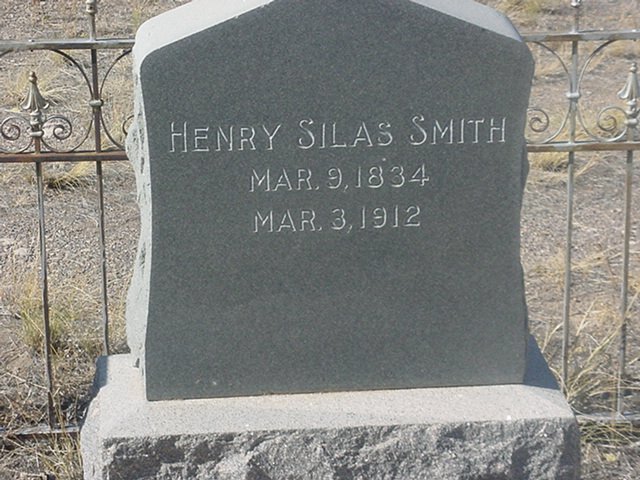 Henry Silas Smith
Mar. 9, 1834
Mar. 3, 1912